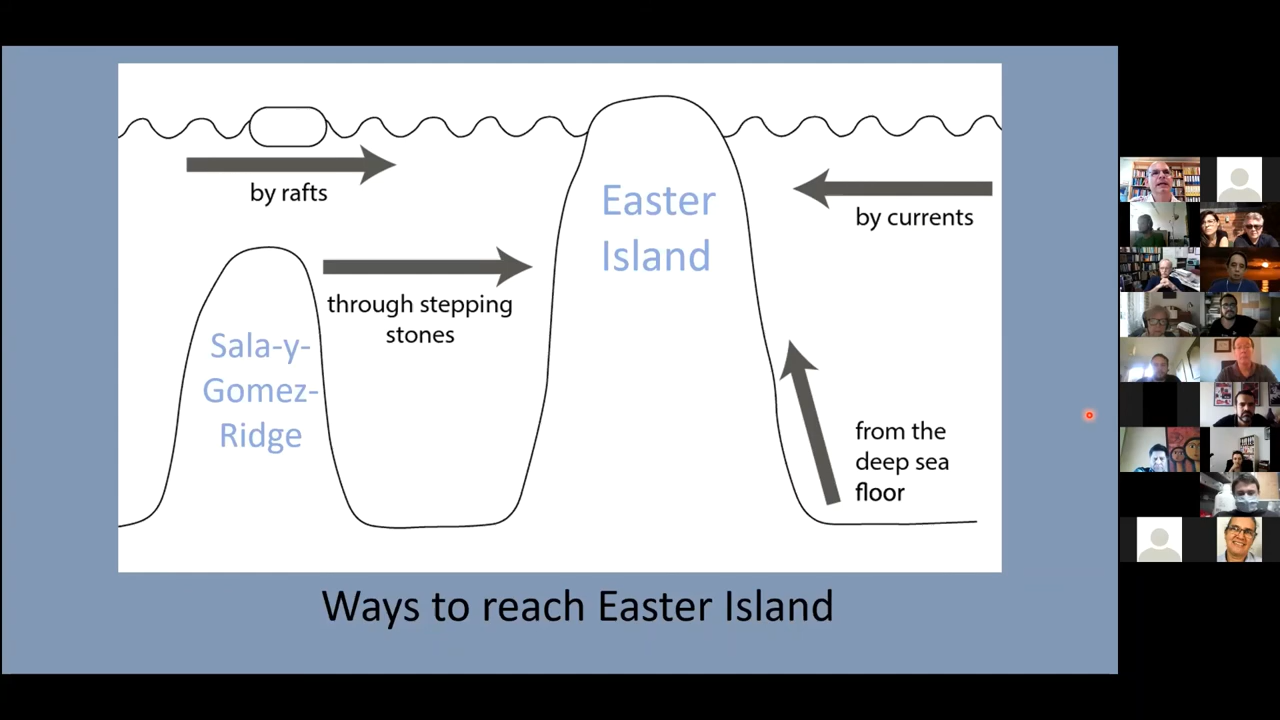 by rafts
Easter
Island
by currents
through stepping
stones
Sala-y-
Gomez-
Ridge
from the
deep sea
floor
Ways to reach Easter Island